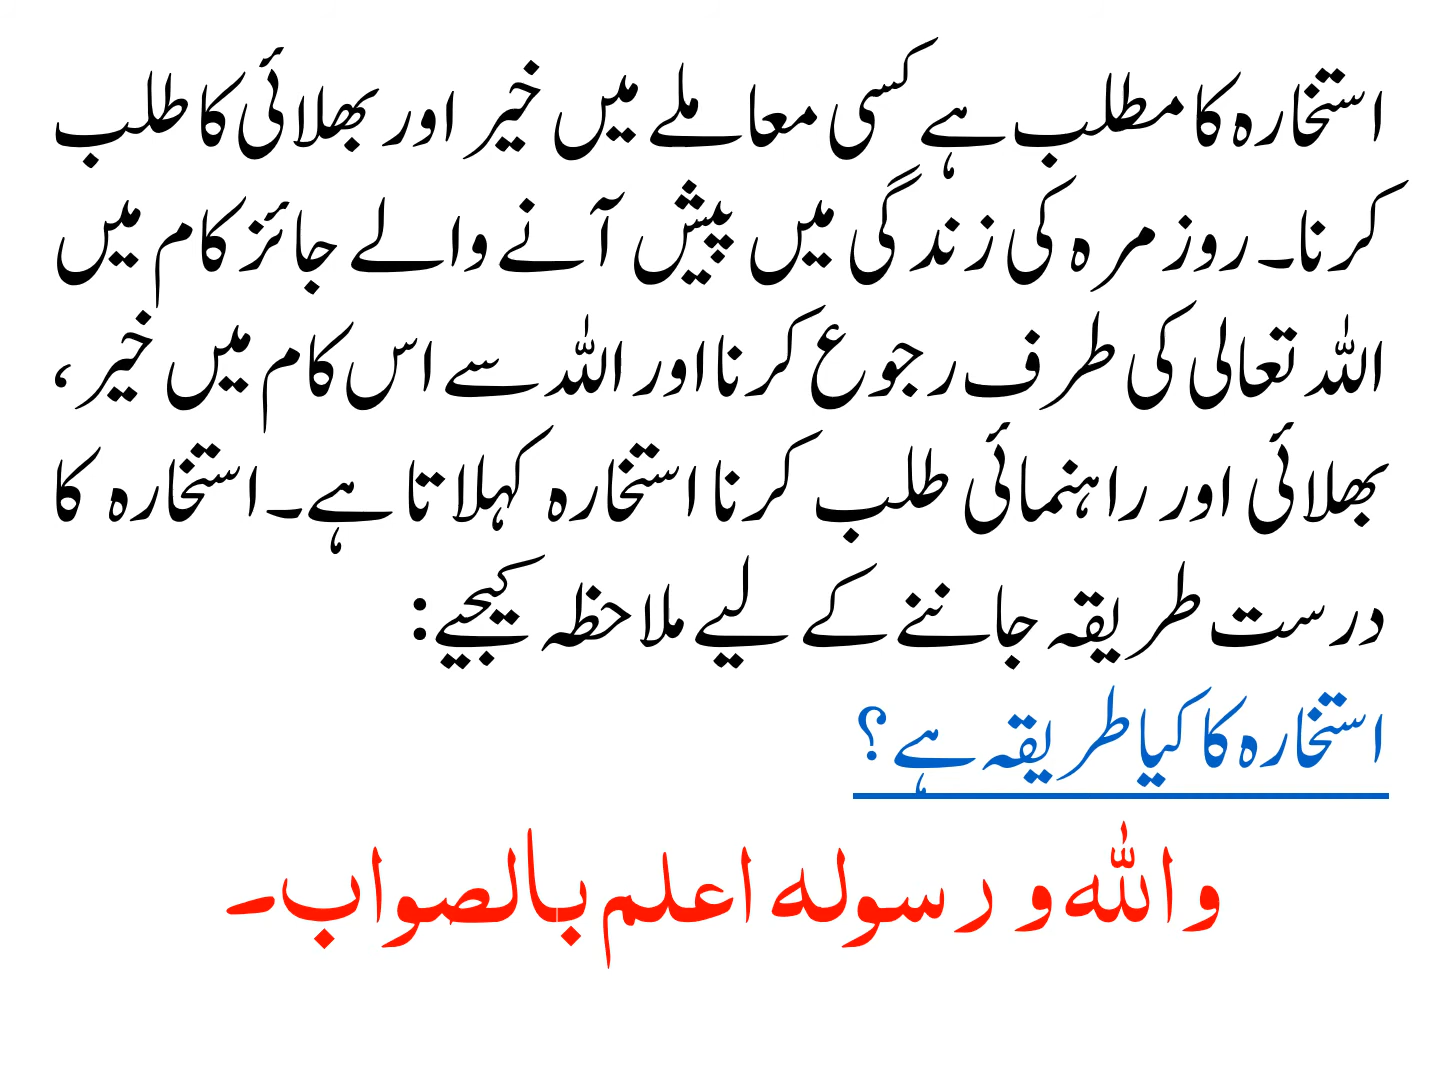 استخارہ کا مطلب ہے کسی معاملے میں خیر اور بھلائی کا طلب
کرنا۔ روز مرہ کی زندگی میں پیش آنے والے جائز کام میں
اللہ تعالی کی طرف رجوع کرنا اور اللہ سے اس کام میں خیر،
بھلائی اور راہنمائی طلب کرنا استخارہ کہلاتا ہے۔ استخارہ کا
درست طریقہ جاننے کے لیے ملاحظہ کیجیے:
استخارہ کا کیا طریقہ ہے؟
واللہ و رسولہ اعلم بالصواب۔